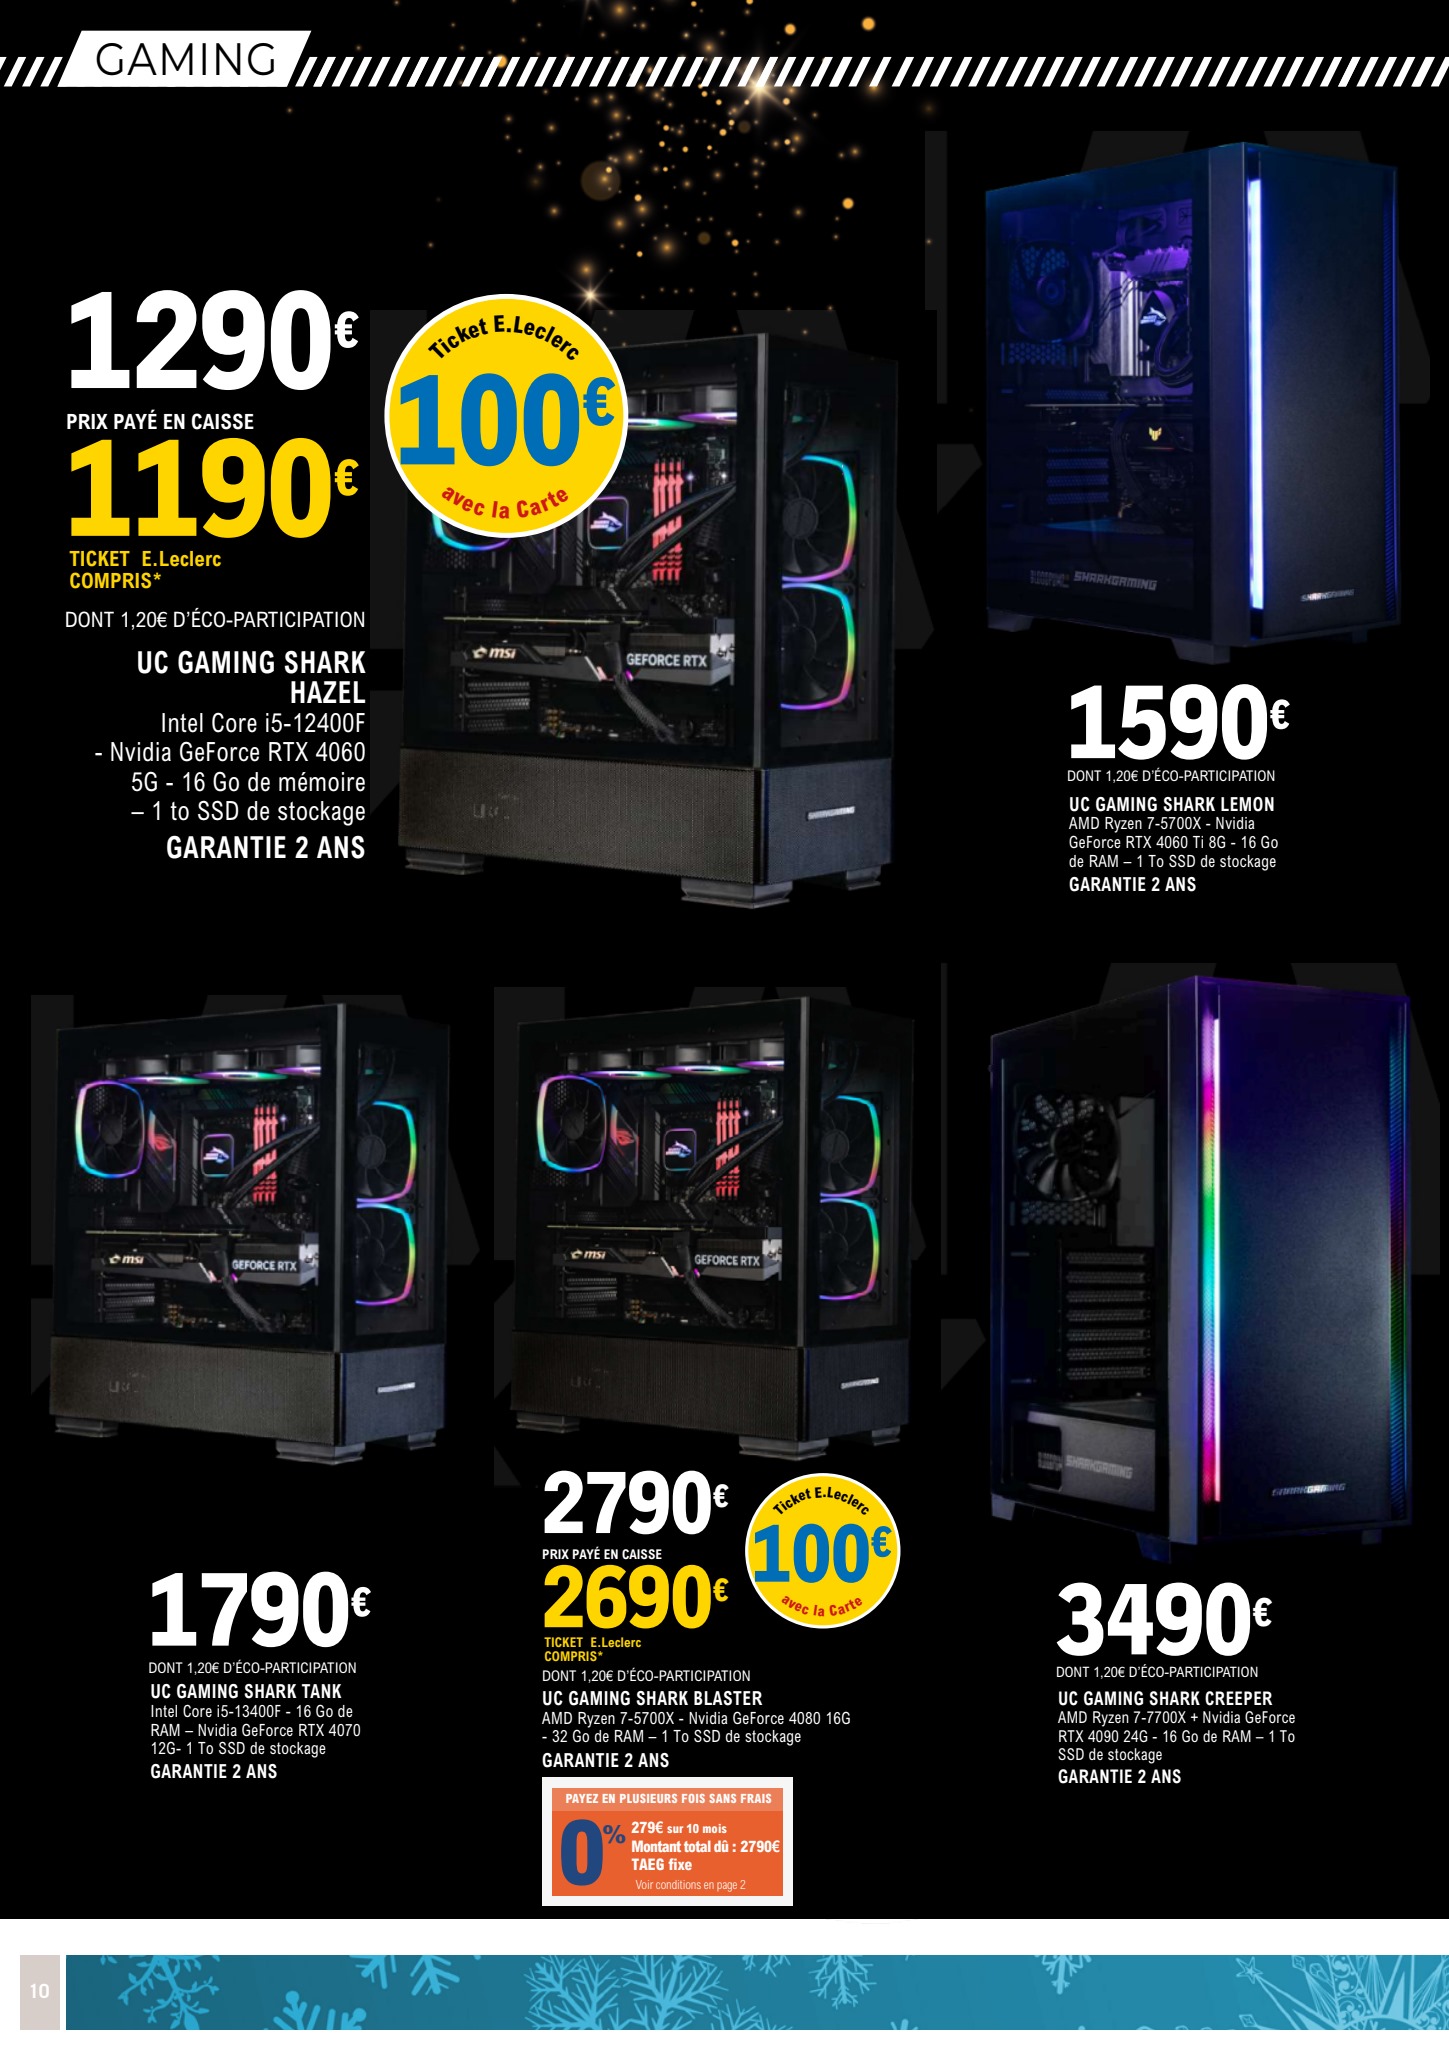 GAMING
1290€
PRIX PAYÉ EN CAISSE
1190€
TICKET E.Leclerc
COMPRIS*
DONT 1,20€ D'ÉCO-PARTICIPATION
UC GAMING SHARK
HAZEL
Intel Core i5-12400F
- Nvidia GeForce RTX 4060
5G - 16 Go de mémoire
– 1 to SSD de stockage
GARANTIE 2 ANS
Ticket E.Leclerc
100€
avec la Carte
msi
GEFORCE RTX
SHARKGAMING
SHARKGAMING
1590€
DONT 1,20€ D'ÉCO-PARTICIPATION
UC GAMING SHARK LEMON
AMD Ryzen 7-5700X - Nvidia
GeForce RTX 4060 Ti 8G - 16 Go
de RAM – 1 To SSD de stockage
GARANTIE 2 ANS
msi
GEFORCE RTX
1790€
DONT 1,20€ D'ÉCO-PARTICIPATION
UC GAMING SHARK TANK
Intel Core i5-13400F - 16 Go de
RAM – Nvidia GeForce RTX 4070
12G- 1 To SSD de stockage
GARANTIE 2 ANS
msi
GEFORCE RTX
2790€
PRIX PAYÉ EN CAISSE
2690€
TICKET E.Leclerc
COMPRIS*
Ticket E.Leclerc
100€
avec la Carte
DONT 1,20€ D'ÉCO-PARTICIPATION
UC GAMING SHARK BLASTER
AMD Ryzen 7-5700X - Nvidia GeForce 4080 16G
- 32 Go de RAM – 1 To SSD de stockage
GARANTIE 2 ANS
PAYEZ EN PLUSIEURS FOIS SANS FRAIS
0%
279€ sur 10 mois
Montant total dû : 2790€
TAEG fixe
Voir conditions en page 2
SHARKGAMING
SHARKGAMING
3490€
DONT 1,20€ D'ÉCO-PARTICIPATION
UC GAMING SHARK CREEPER
AMD Ryzen 7-7700X + Nvidia GeForce
RTX 4090 24G - 16 Go de RAM – 1 To
SSD de stockage
GARANTIE 2 ANS
10